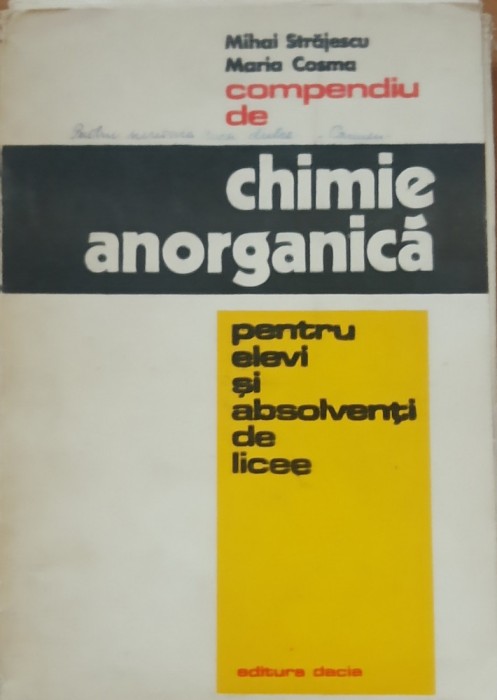 Mihai Străjescu
Maria Cosma
compendiu
de
chimie
anorganică
pentru
elevi
și
absolvenți
de
licee
editura dacia